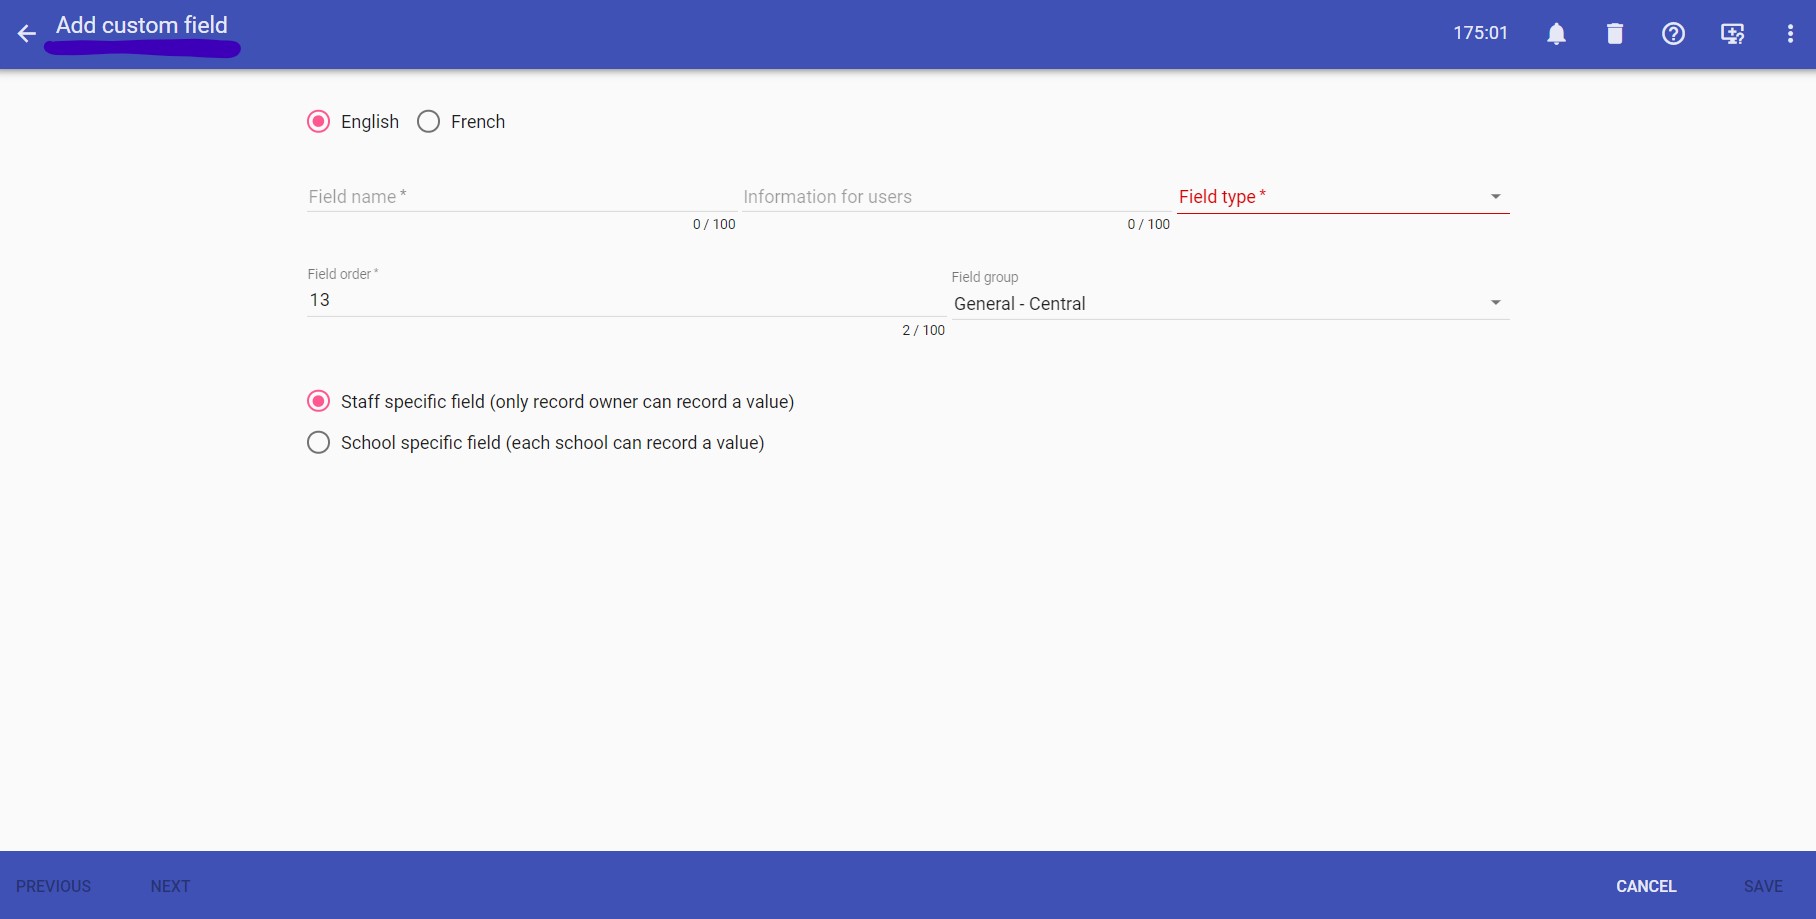 Add custom field
175:01
English French
Field name * Information for users Field type *
0 / 100 0 / 100
Field order * Field group
13 General - Central
2 / 100
Staff specific field (only record owner can record a value)
School specific field (each school can record a value)
PREVIOUS NEXT CANCEL SAVE